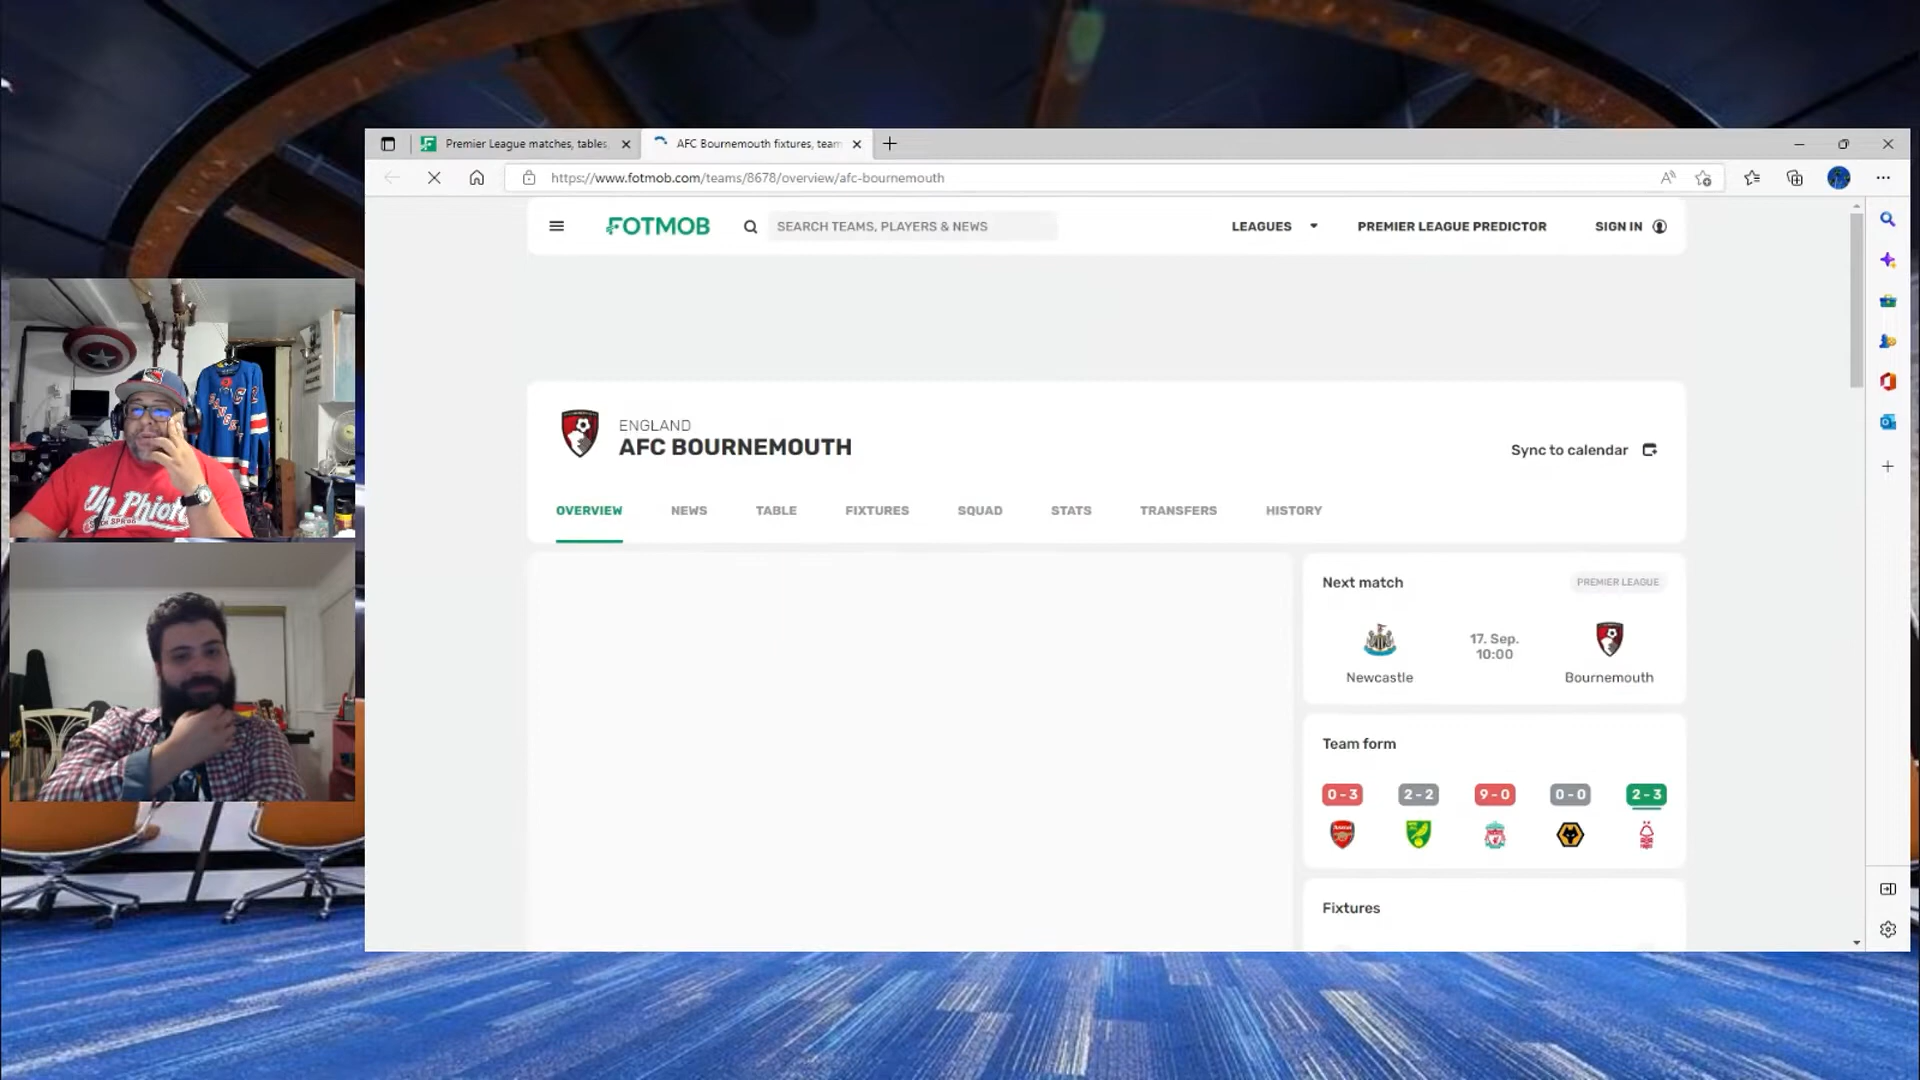 Premier League matches, tables
AFC Bournemouth fixtures, team
https://www.fotmob.com/teams/8678/overview/afc-bournemouth
FOTMOB
SEARCH TEAMS, PLAYERS & NEWS
LEAGUES
PREMIER LEAGUE PREDICTOR
SIGN IN
ENGLAND
AFC BOURNEMOUTH
Sync to calendar
OVERVIEW
NEWS
TABLE
FIXTURES
SQUAD
STATS
TRANSFERS
HISTORY
Next match
PREMIER LEAGUE
17. Sep.
10:00
Newcastle
Bournemouth
Team form
0 - 3
2 - 2
9 - 0
0 - 0
2 - 3
Fixtures